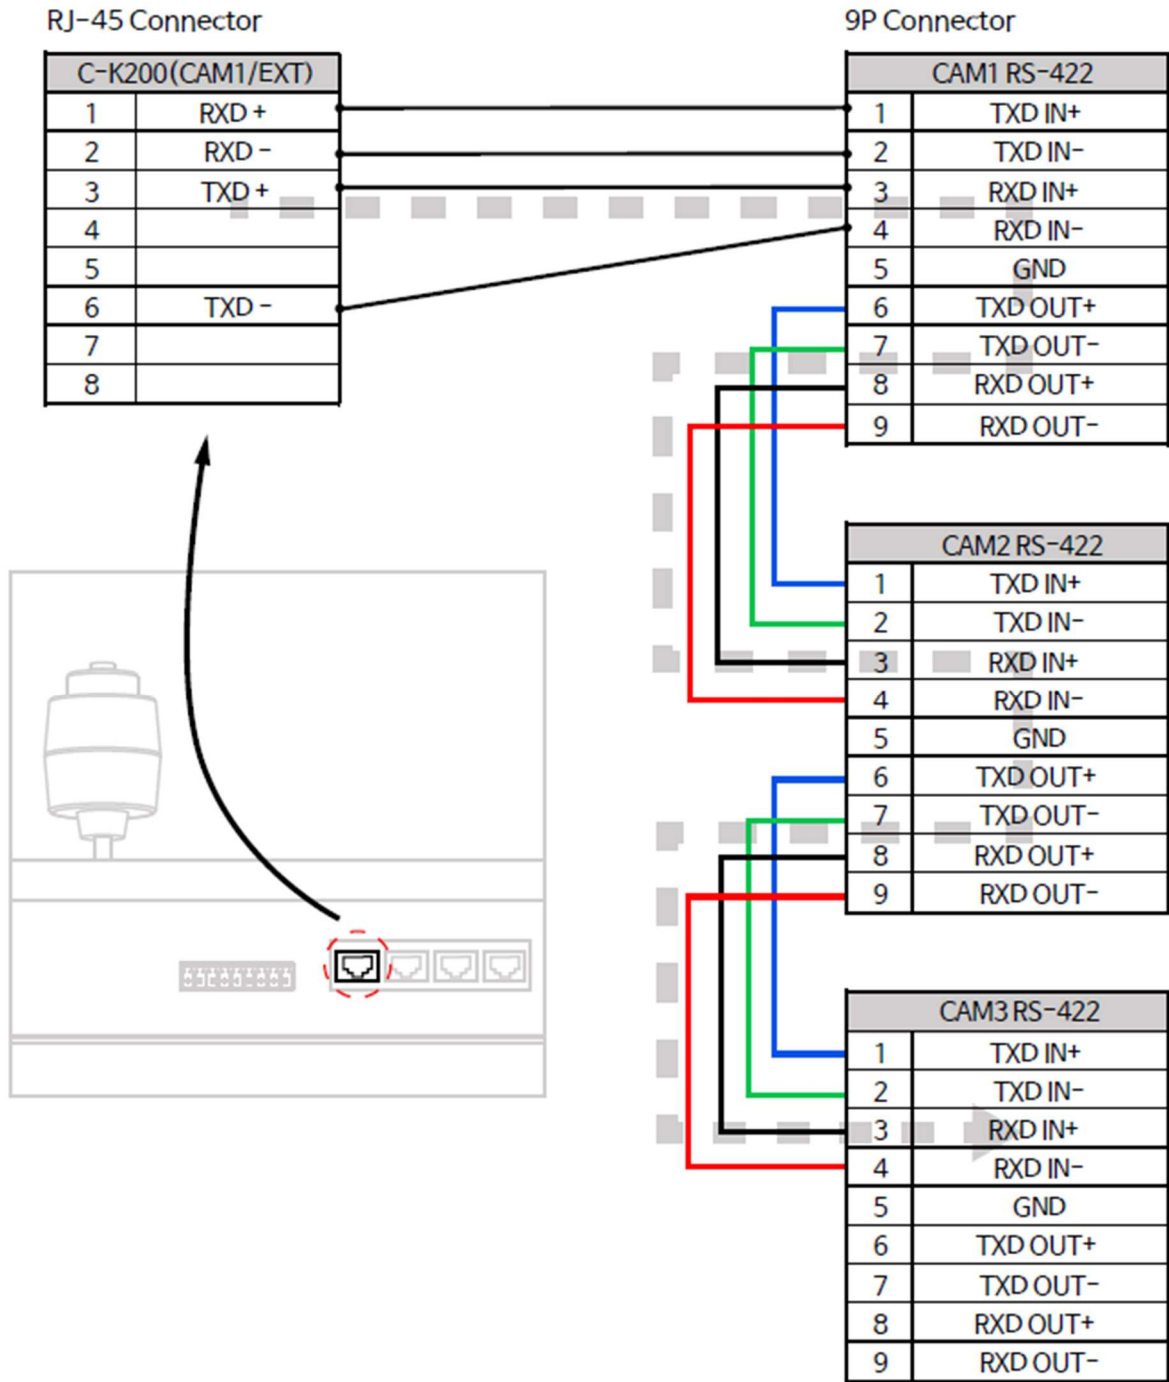 RJ-45 Connector
C-K200(CAM1/EXT)
1 RXD +
2 RXD -
3 TXD +
4
5
6 TXD -
7
8
9P Connector
CAM1 RS-422
1 TXD IN+
2 TXD IN-
3 RXD IN+
4 RXD IN-
5 GND
6 TXD OUT+
7 TXD OUT-
8 RXD OUT+
9 RXD OUT-
CAM2 RS-422
1 TXD IN+
2 TXD IN-
3 RXD IN+
4 RXD IN-
5 GND
6 TXD OUT+
7 TXD OUT-
8 RXD OUT+
9 RXD OUT-
CAM3 RS-422
1 TXD IN+
2 TXD IN-
3 RXD IN+
4 RXD IN-
5 GND
6 TXD OUT+
7 TXD OUT-
8 RXD OUT+
9 RXD OUT-